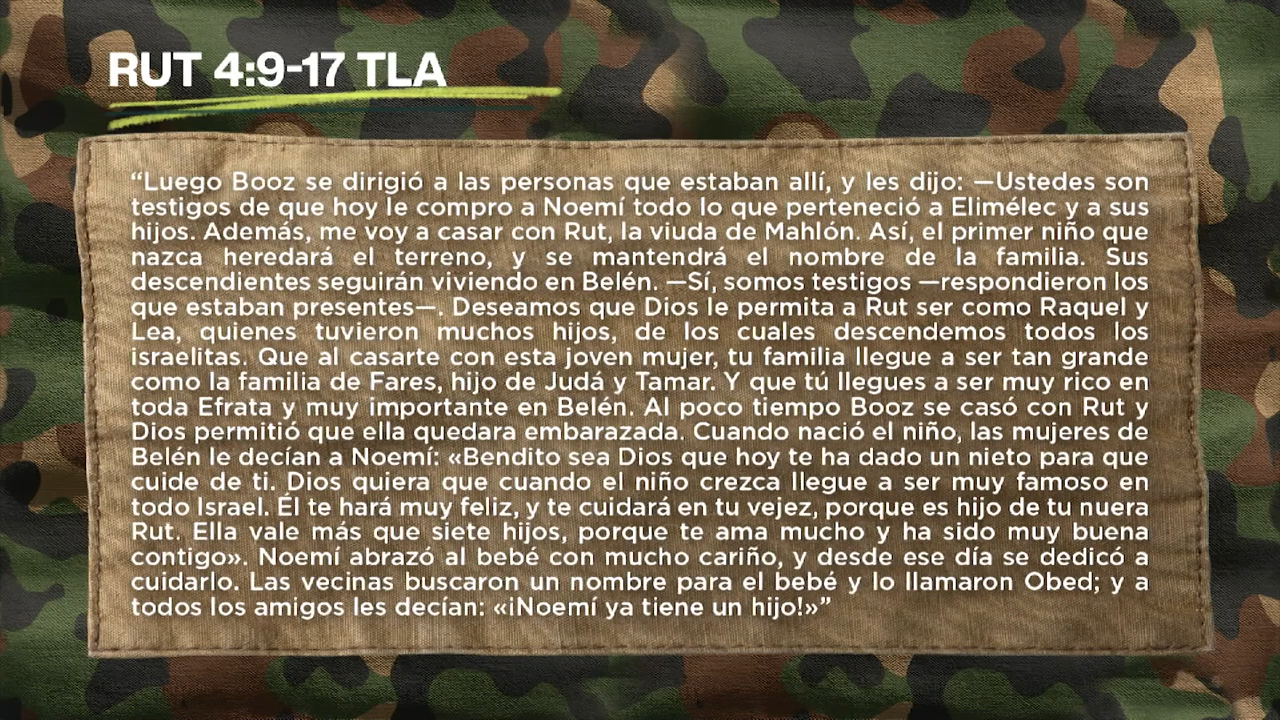 RUT 4:9-17 TLA
“Luego Booz se dirigió a las personas que estaban allí, y les dijo: —Ustedes son
testigos de que hoy le compro a Noemí todo lo que perteneció a Elimélec y a sus
hijos. Además, me voy a casar con Rut, la viuda de Mahlón. Así, el primer niño que
nazca heredará el terreno, y se mantendrá el nombre de la familia. Sus
descendientes seguirán viviendo en Belén. —Sí, somos testigos —respondieron los
que estaban presentes—. Deseamos que Dios le permita a Rut ser como Raquel y
Lea, quienes tuvieron muchos hijos, de los cuales descendemos todos los
israelitas. Que al casarte con esta joven mujer, tu familia llegue a ser tan grande
como la familia de Fares, hijo de Judá y Tamar. Y que tú llegues a ser muy rico en
toda Efrata y muy importante en Belén. Al poco tiempo Booz se casó con Rut y
Dios permitió que ella quedara embarazada. Cuando nació el niño, las mujeres de
Belén le decían a Noemí: «Bendito sea Dios que hoy te ha dado un nieto para que
cuide de ti. Dios quiera que cuando el niño crezca llegue a ser muy famoso en
todo Israel. Él te hará muy feliz, y te cuidará en tu vejez, porque es hijo de tu nuera
Rut. Ella vale más que siete hijos, porque te ama mucho y ha sido muy buena
contigo». Noemí abrazó al bebé con mucho cariño, y desde ese día se dedicó a
cuidarlo. Las vecinas buscaron un nombre para el bebé y lo llamaron Obed; y a
todos los amigos les decían: «¡Noemí ya tiene un hijo!»”